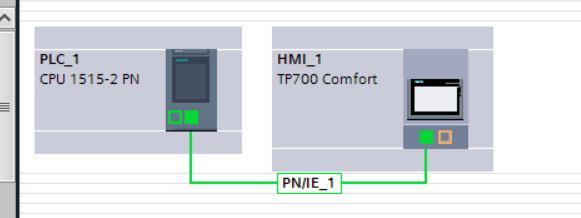 PLC_1
CPU 1515-2 PN
HMI_1
TP700 Comfort
PN/IE_1